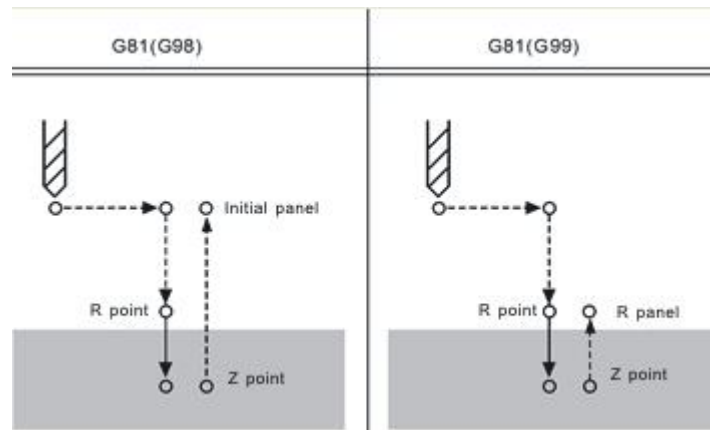 G81(G98)
G81(G99)
Initial panel
R point
Z point
R point
R panel
Z point